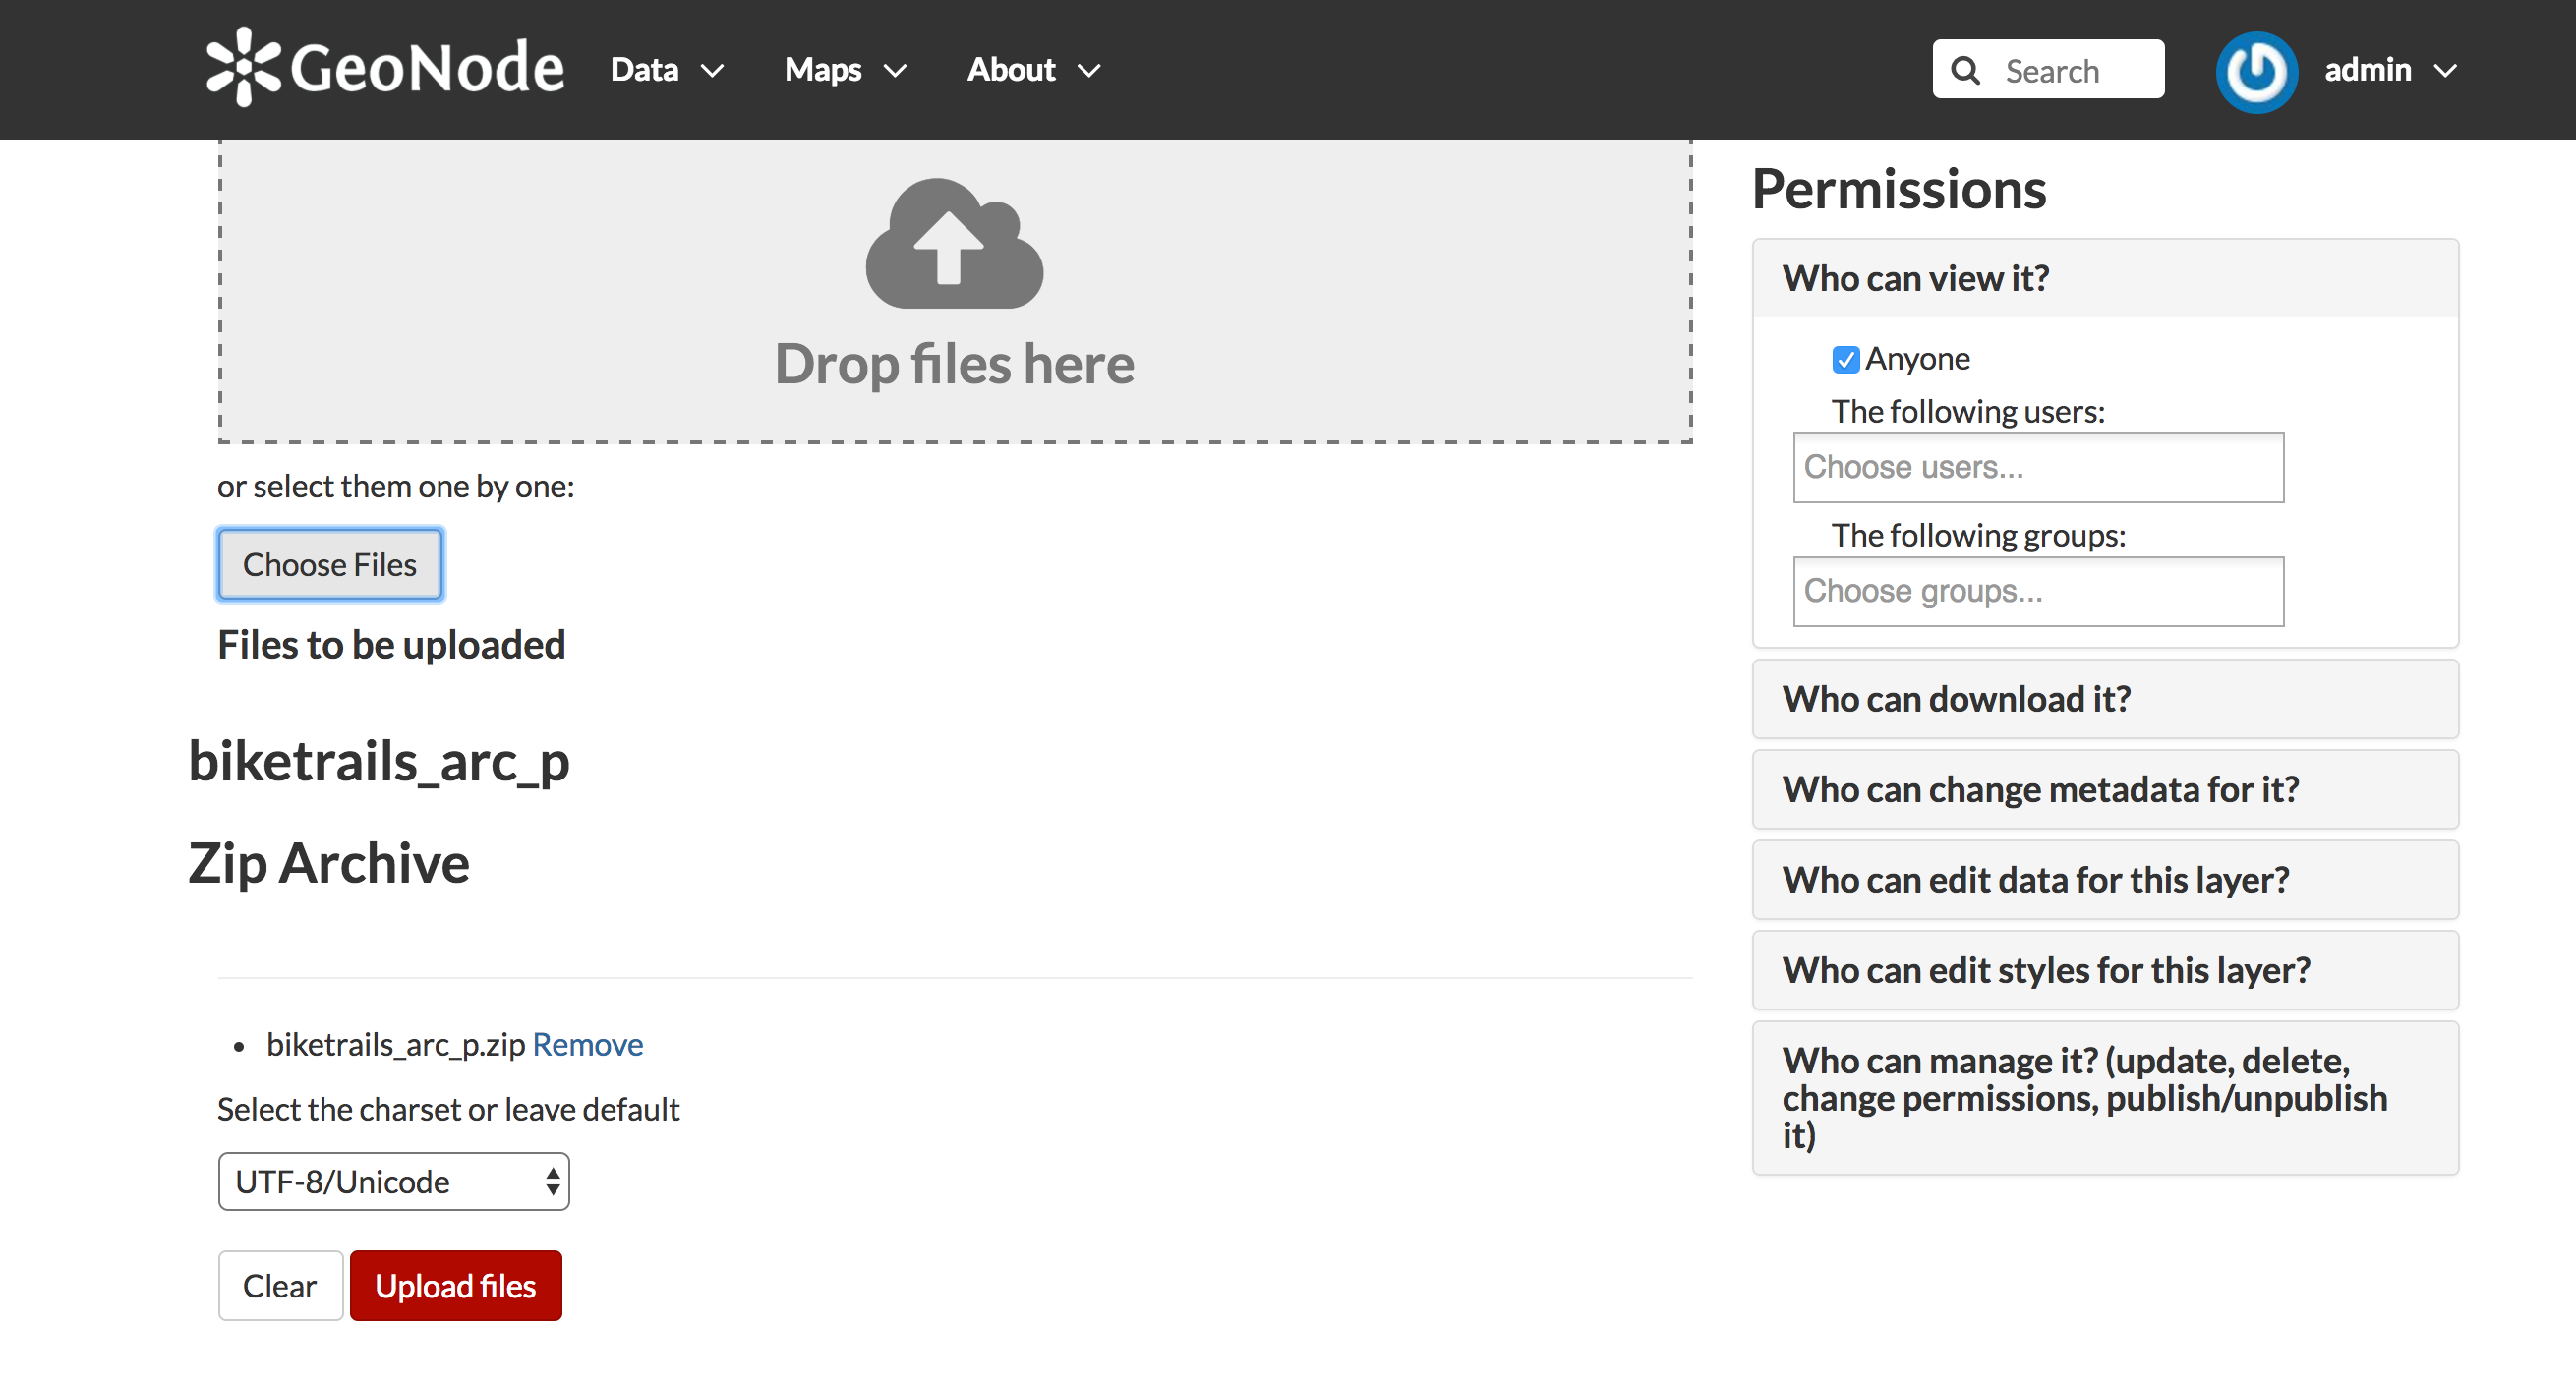 GeoNode
Data
Maps
About
Search
admin
Drop files here
or select them one by one:
Choose Files
Files to be uploaded
biketrails_arc_p
Zip Archive
biketrails_arc_p.zip Remove
Select the charset or leave default
UTF-8/Unicode
Clear
Upload files
Permissions
Who can view it?
Anyone
The following users:
Choose users...
The following groups:
Choose groups...
Who can download it?
Who can change metadata for it?
Who can edit data for this layer?
Who can edit styles for this layer?
Who can manage it? (update, delete,
change permissions, publish/unpublish
it)